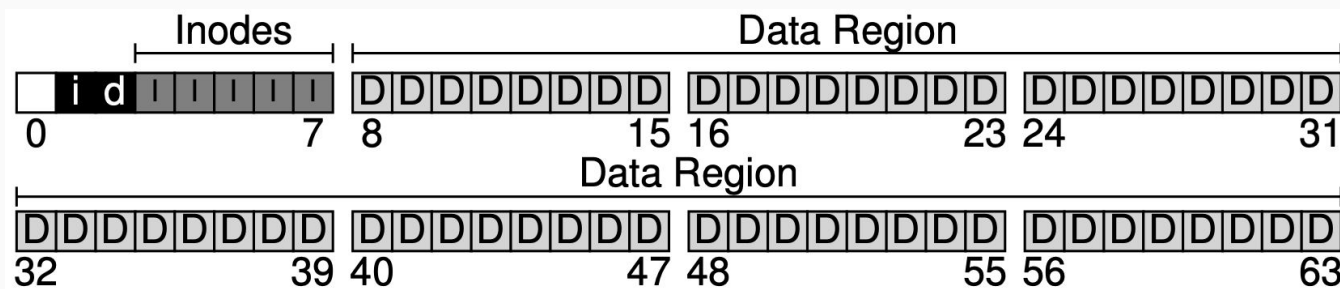 Inodes Data Region
i d I I I I I D D D D D D D D D D D D D D D D D D D D D D D D
0 7 8 15 16 23 24 31
Data Region
D D D D D D D D D D D D D D D D D D D D D D D D D D D D D D D D
32 39 40 47 48 55 56 63